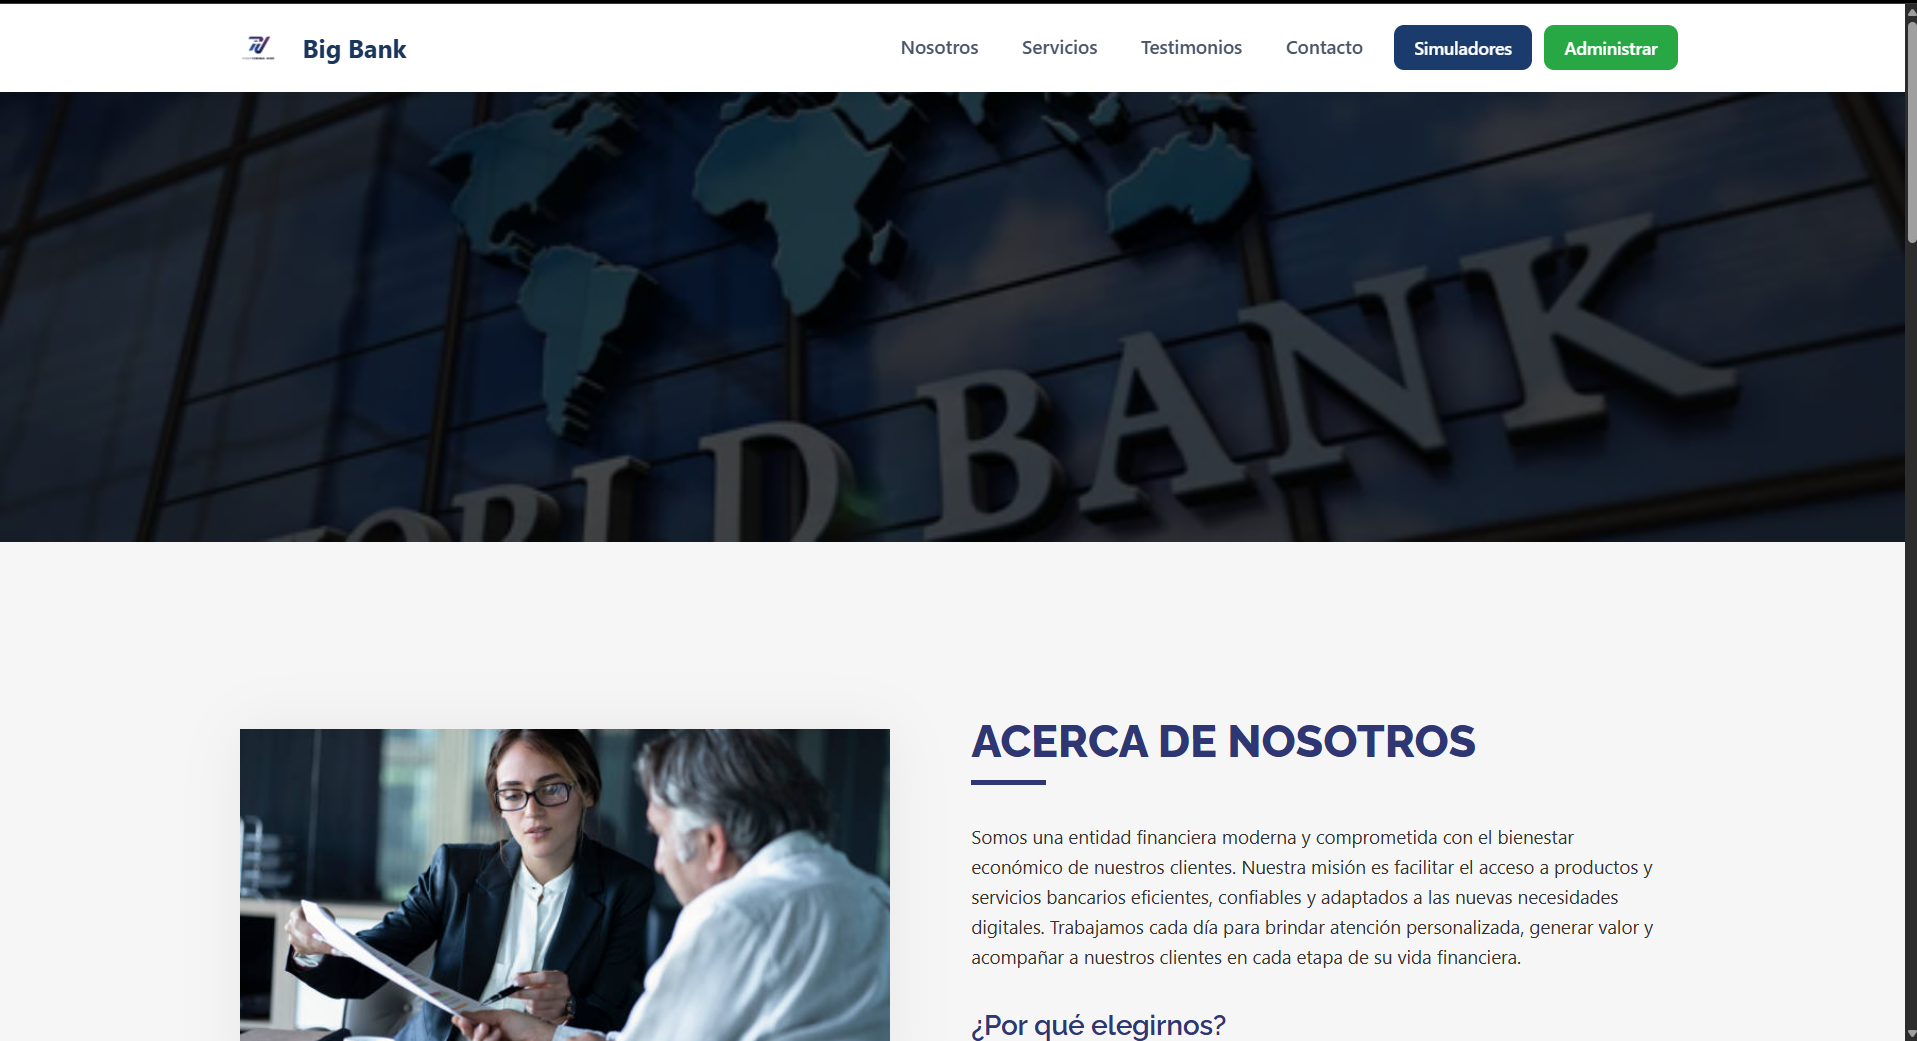 Big Bank
Nosotros
Servicios
Testimonios
Contacto
Simuladores
Administrar
BANK
ACERCA DE NOSOTROS
Somos una entidad financiera moderna y comprometida con el bienestar
económico de nuestros clientes. Nuestra misión es facilitar el acceso a productos y
servicios bancarios eficientes, confiables y adaptados a las nuevas necesidades
digitales. Trabajamos cada día para brindar atención personalizada, generar valor y
acompañar a nuestros clientes en cada etapa de su vida financiera.
¿Por qué elegirnos?